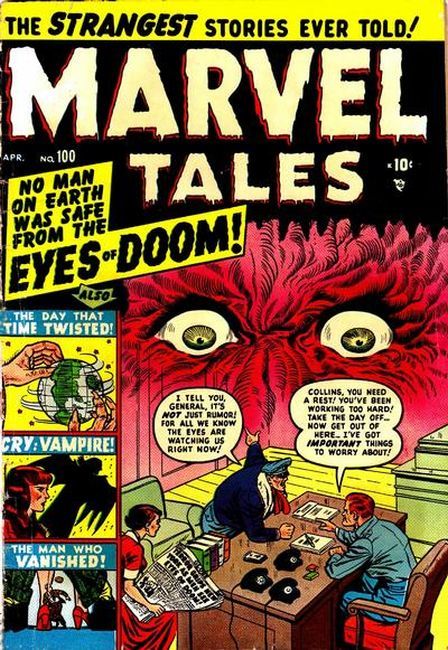 THE STRANGEST STORIES EVER TOLD!
MARVEL
TALES
APR. NO. 100
10¢
NO MAN
ON EARTH
WAS SAFE
FROM THE
EYES OF DOOM!
ALSO
THE DAY THAT
TIME TWISTED!
CRY: VAMPIRE!
THE MAN WHO
VANISHED!
I TELL YOU,
GENERAL, IT'S
NOT JUST RUMOR!
FOR ALL WE KNOW
THE EYES ARE
WATCHING US
RIGHT NOW!
COLLINS, YOU NEED
A REST! YOU'VE BEEN
WORKING TOO HARD!
TAKE THE DAY OFF...
NOW GET OUT OF
HERE... I'VE GOT
IMPORTANT THINGS
TO WORRY ABOUT!